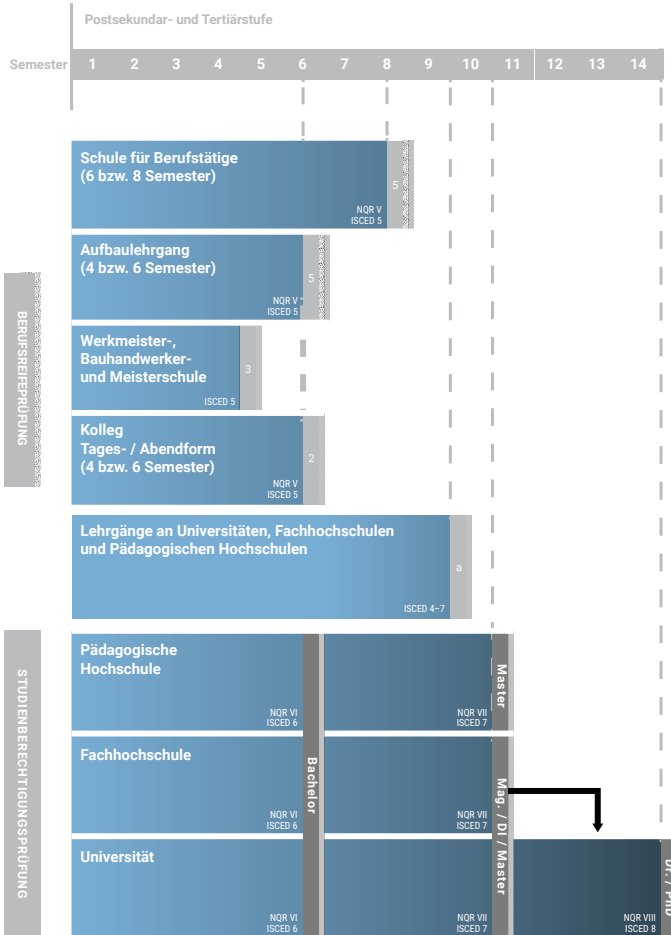 Postsekundar- und Tertiärstufe
Semester 1 2 3 4 5 6 7 8 9 10 11 12 13 14
Schule für Berufstätige
(6 bzw. 8 Semester)
5
NQR V
ISCED 5
Aufbaulehrgang
(4 bzw. 6 Semester)
5
NQR V
ISCED 5
BERUFSREIFEPRÜFUNG
Werkmeister-,
Bauhandwerker-
und Meisterschule
3
ISCED 5
Kolleg
Tages- / Abendform
(4 bzw. 6 Semester)
2
NQR V
ISCED 5
Lehrgänge an Universitäten, Fachhochschulen
und Pädagogischen Hochschulen
a
ISCED 4–7
STUDIENBERECHTIGUNGSPRÜFUNG
Pädagogische
Hochschule
NQR VI
ISCED 6
NQR VII
ISCED 7
Master
Fachhochschule
NQR VI
ISCED 6
Bachelor
NQR VII
ISCED 7
Mag. / DI / Master
Universität
NQR VI
ISCED 6
NQR VII
ISCED 7
NQR VIII
ISCED 8
Dr. / PhD